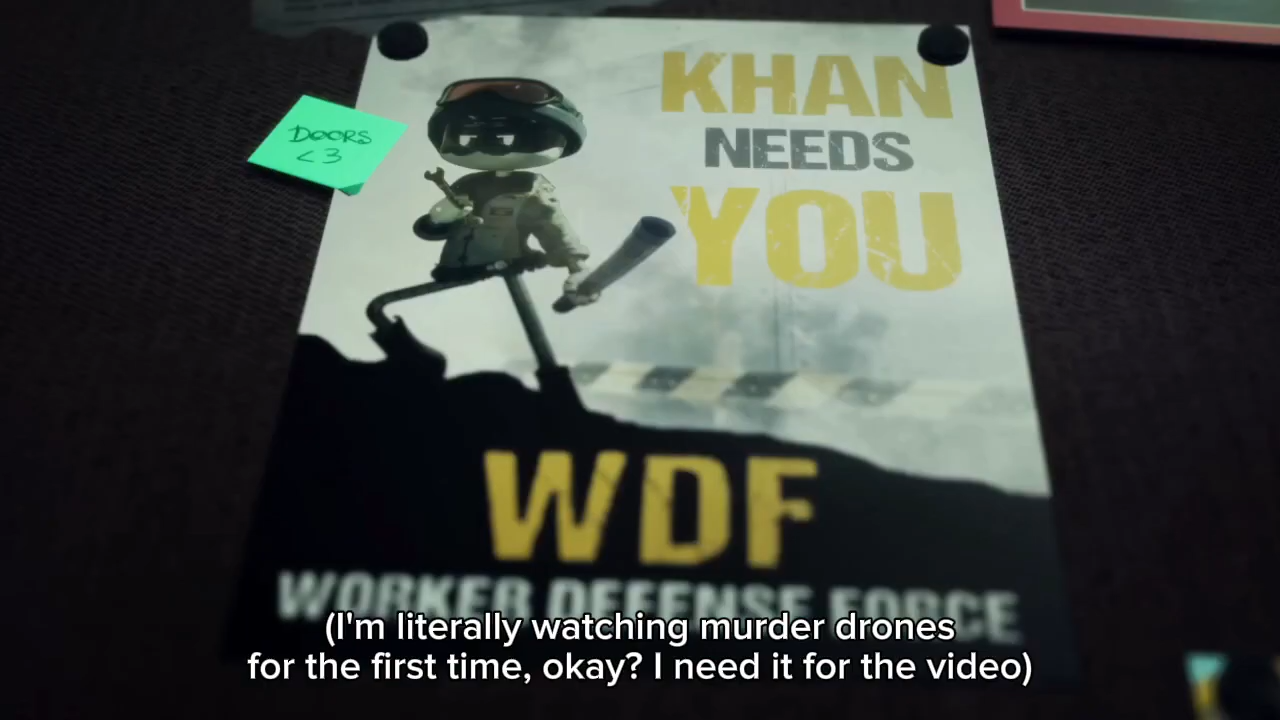 KHAN
NEEDS
YOU
DOORS
<3
WDF
WORKER DEFENSE FORCE
(I'm literally watching murder drones
for the first time, okay? I need it for the video)